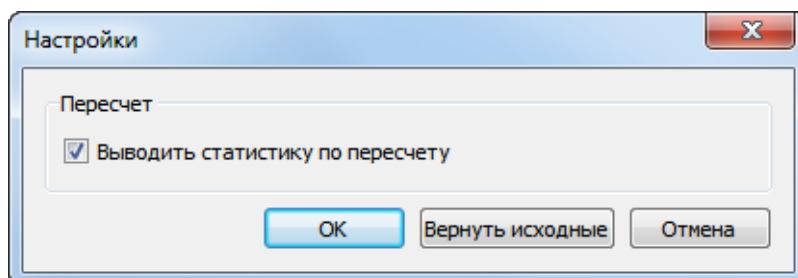 Настройки
Пересчет
Выводить статистику по пересчету
OK
Вернуть исходные
Отмена